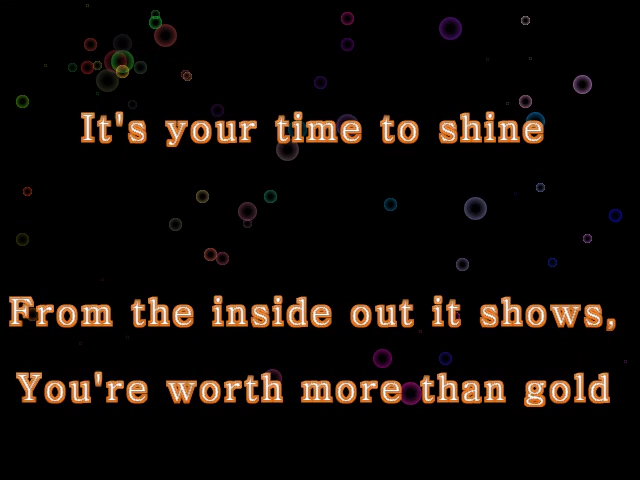 It's your time to shine
From the inside out it shows,
You're worth more than gold